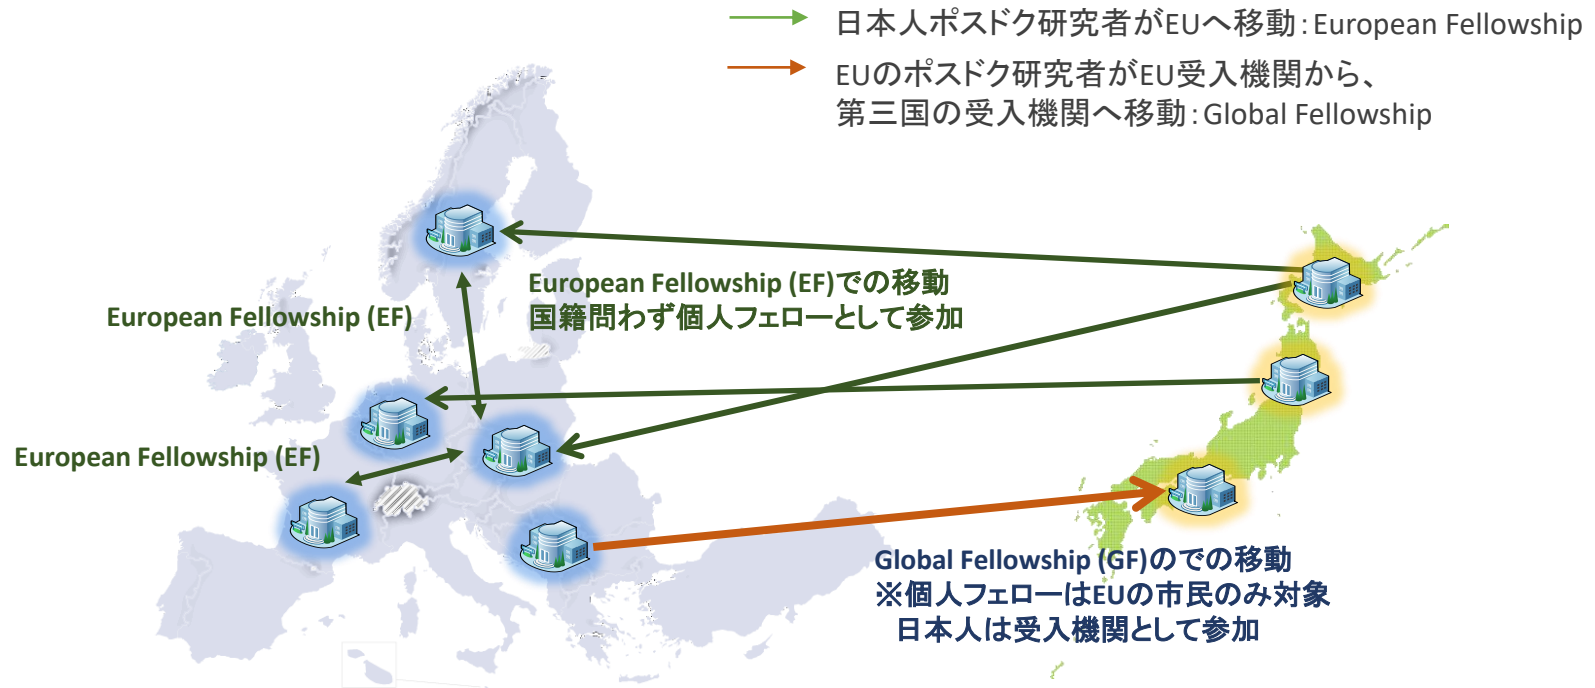 日本人ポスドク研究者がEUへ移動：European Fellowship
EUのポスドク研究者がEU受入機関から、
第三国の受入機関へ移動：Global Fellowship
European Fellowship (EF)での移動
国籍問わず個人フェローとして参加
European Fellowship (EF)
European Fellowship (EF)
Global Fellowship (GF)のでの移動
※個人フェローはEUの市民のみ対象
日本人は受入機関として参加